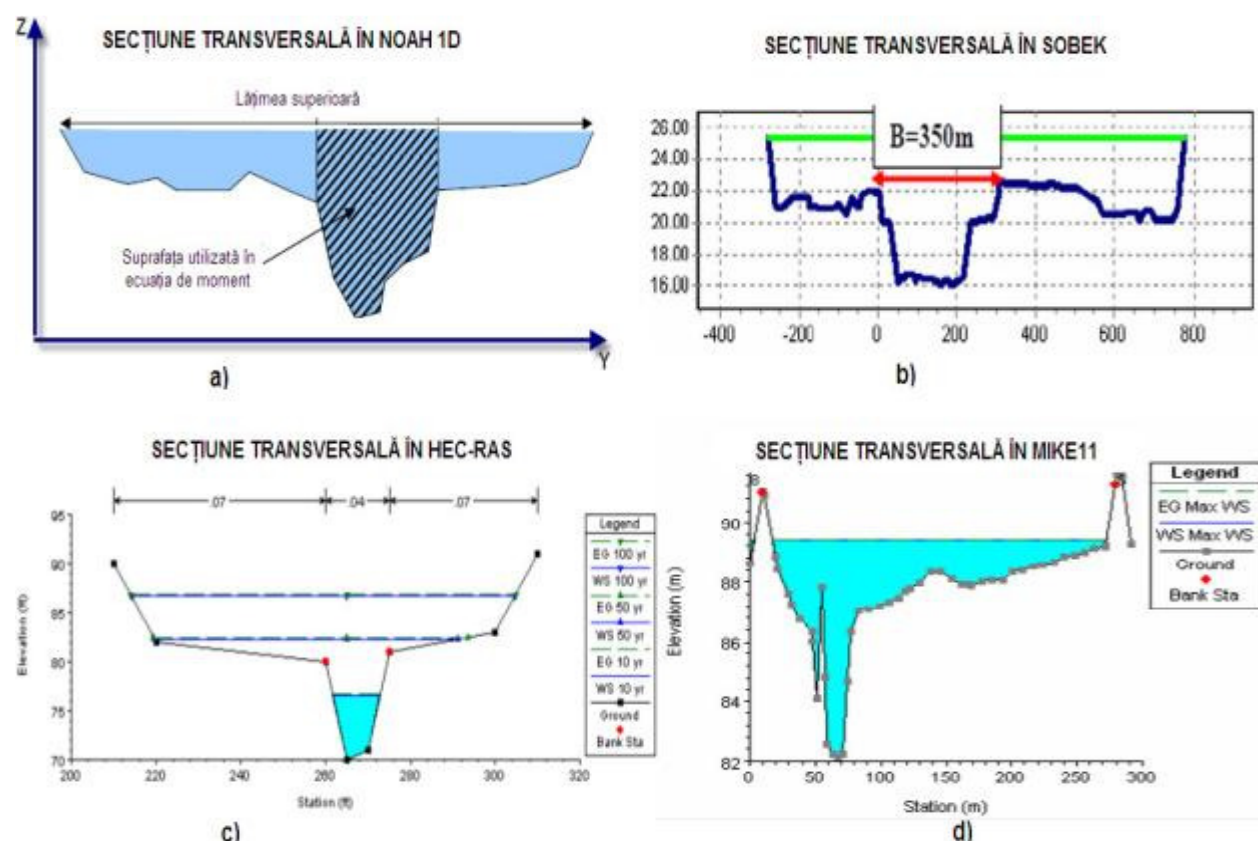 Z
SECȚIUNE TRANSVERSALĂ ÎN NOAH 1D
Lățimea superioară
Suprafața utilizată în
ecuația de moment
Y
a)
SECȚIUNE TRANSVERSALĂ ÎN SOBEK
B=350m
26.00
24.00
22.00
20.00
18.00
16.00
-400 -200 0 200 400 600 800
b)
SECȚIUNE TRANSVERSALĂ ÎN HEC-RAS
.07 .04 .07
95
90
85
80
75
70
Elevation (ft)
200 220 240 260 280 300 320
Station (ft)
Legend
EG 100 yr
WS 100 yr
EG 50 yr
WS 50 yr
EG 10 yr
WS 10 yr
Ground
Bank Sta
c)
SECȚIUNE TRANSVERSALĂ ÎN MIKE11
90
88
86
84
82
Elevation (m)
0 50 100 150 200 250 300
Station (m)
Legend
EG Max WS
WS Max WS
Ground
Bank Sta
d)